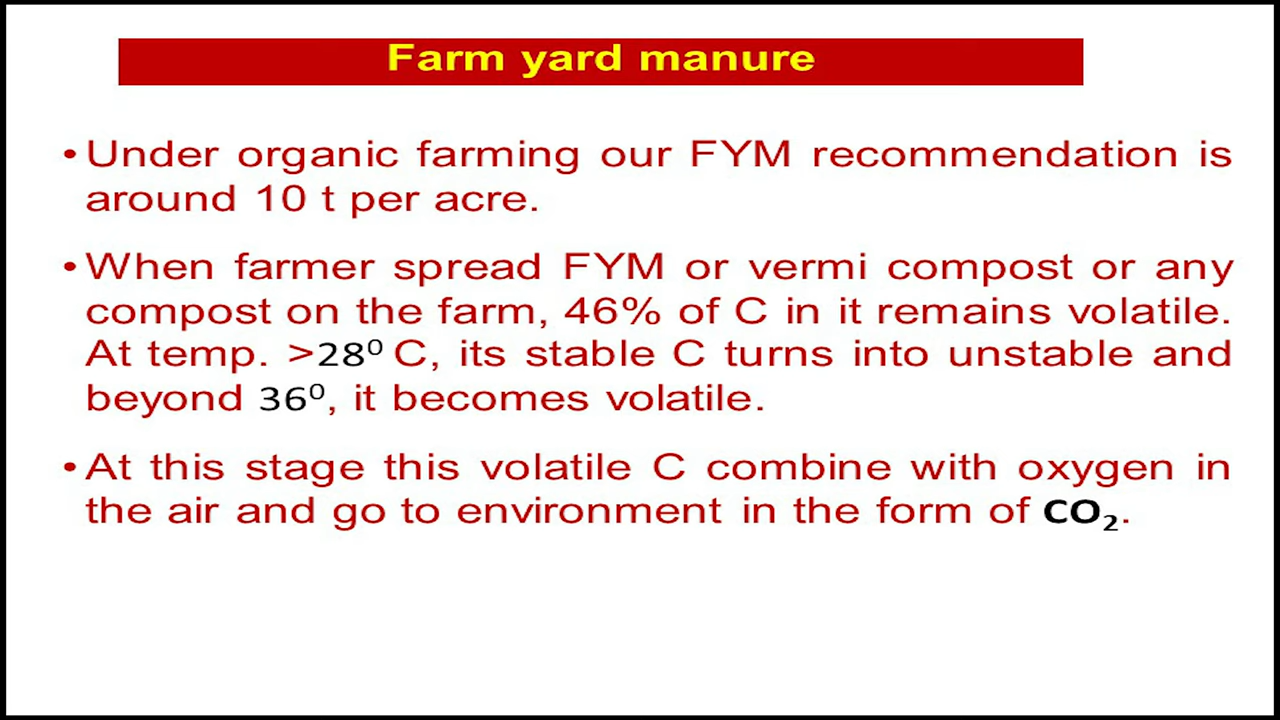 Farm yard manure
•Under organic farming our FYM recommendation is
around 10 t per acre.
•When farmer spread FYM or vermi compost or any
compost on the farm, 46% of C in it remains volatile.
At temp. >28⁰ C, its stable C turns into unstable and
beyond 36⁰, it becomes volatile.
•At this stage this volatile C combine with oxygen in
the air and go to environment in the form of CO₂.